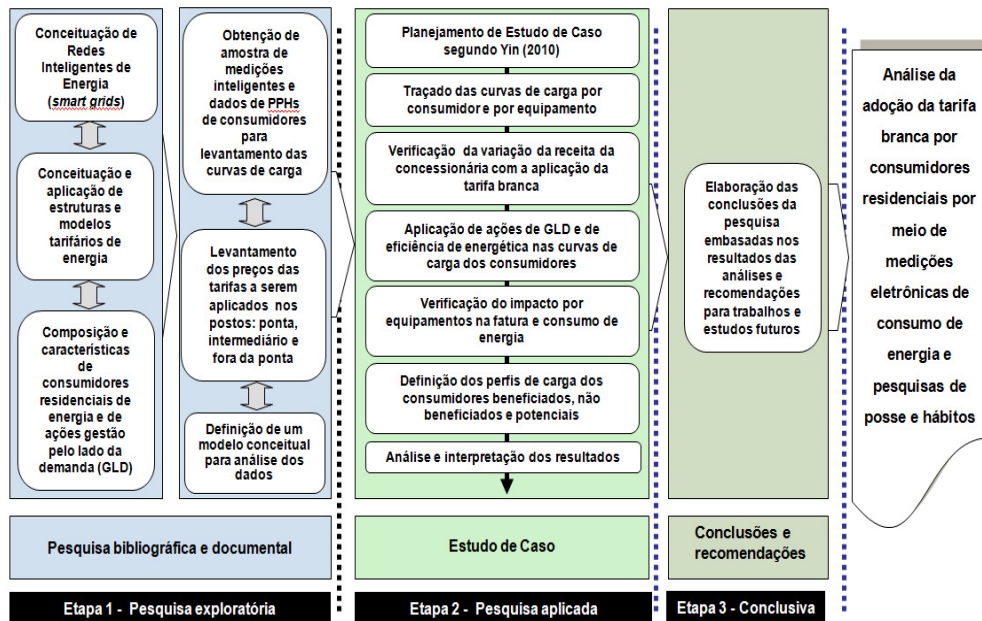 Conceituação de
Redes
Inteligentes de
Energia
(smart grids)
Conceituação e
aplicação de
estruturas e
modelos
tarifários de
energia
Composição e
características
de
consumidores
residenciais de
energia e de
ações gestão
pelo lado da
demanda (GLD)
Obtenção de
amostra de
medições
inteligentes e
dados de PPHs
de consumidores
para
levantamento das
curvas de carga
Levantamento
dos preços das
tarifas a serem
aplicados nos
postos: ponta,
intermediário e
fora da ponta
Definição de um
modelo conceitual
para análise dos
dados
Pesquisa bibliográfica e documental
Etapa 1 - Pesquisa exploratória
Planejamento de Estudo de Caso
segundo Yin (2010)
Traçado das curvas de carga por
consumidor e por equipamento
Verificação da variação da receita da
concessionária com a aplicação da
tarifa branca
Aplicação de ações de GLD e de
eficiência de energética nas curvas de
carga dos consumidores
Verificação do impacto por
equipamentos na fatura e consumo de
energia
Definição dos perfis de carga dos
consumidores beneficiados, não
beneficiados e potenciais
Análise e interpretação dos resultados
Estudo de Caso
Etapa 2 - Pesquisa aplicada
Elaboração das
conclusões da
pesquisa
embasadas nos
resultados das
análises e
recomendações
para trabalhos e
estudos futuros
Conclusões e
recomendações
Etapa 3 - Conclusiva
Análise da
adoção da tarifa
branca por
consumidores
residenciais por
meio de
medições
eletrônicas de
consumo de
energia e
pesquisas de
posse e hábitos